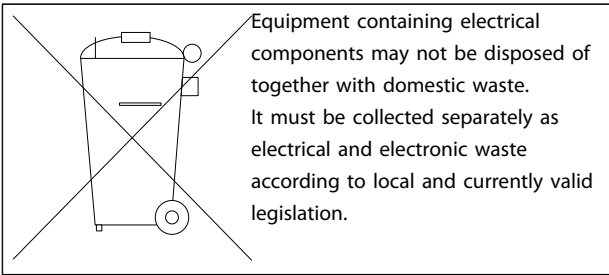 Equipment containing electrical
components may not be disposed of
together with domestic waste.
It must be collected separately as
electrical and electronic waste
according to local and currently valid
legislation.